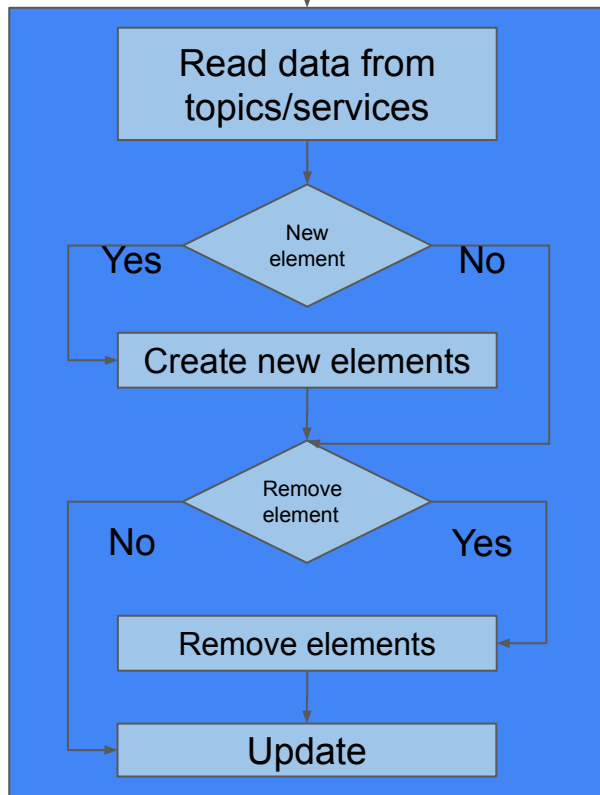 Read data from
topics/services
New
element
Yes
No
Create new elements
Remove
element
No
Yes
Remove elements
Update